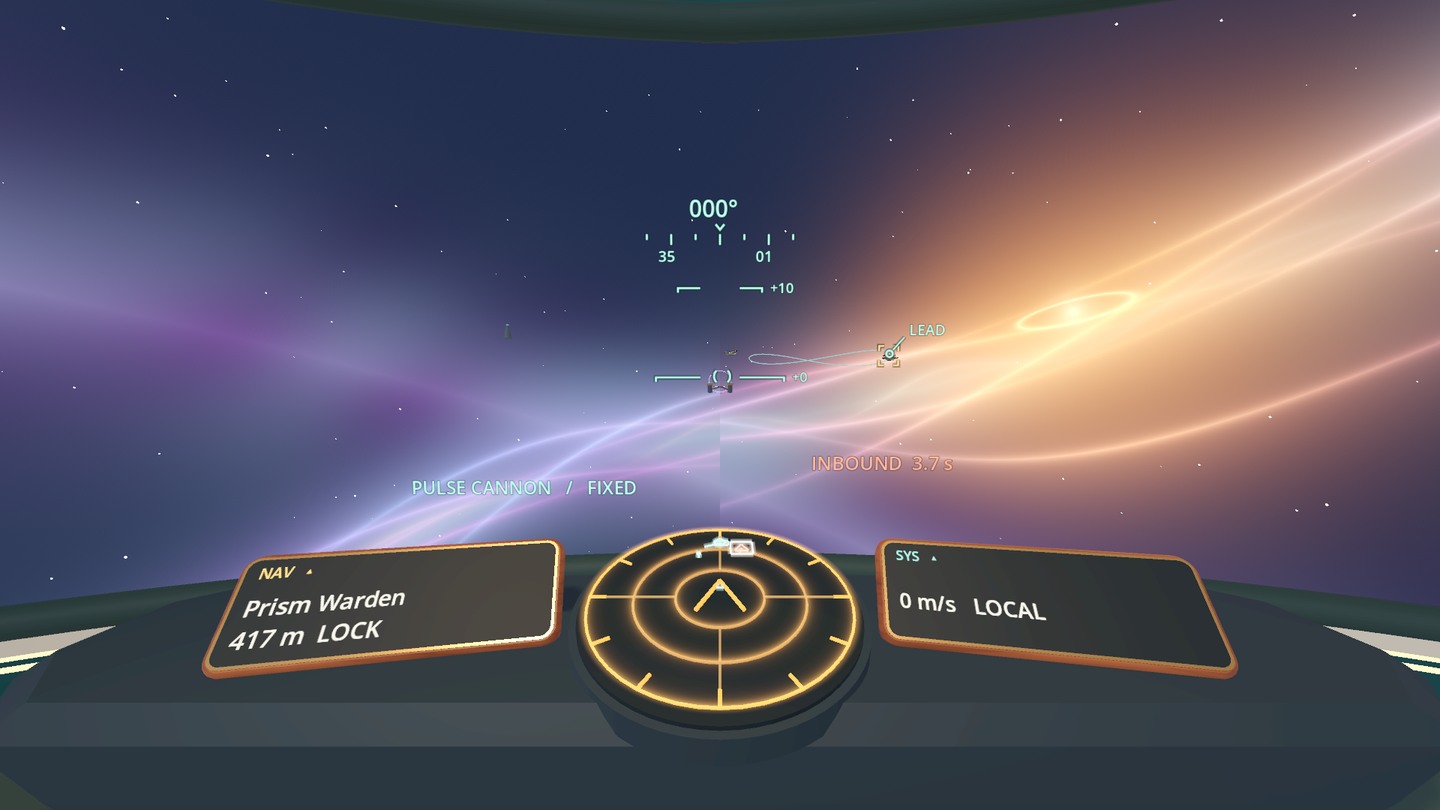 000°
35 01
+10
LEAD
+0
INBOUND 3.7 s
PULSE CANNON / FIXED
NAV
Prism Warden
417 m LOCK
SYS
0 m/s LOCAL